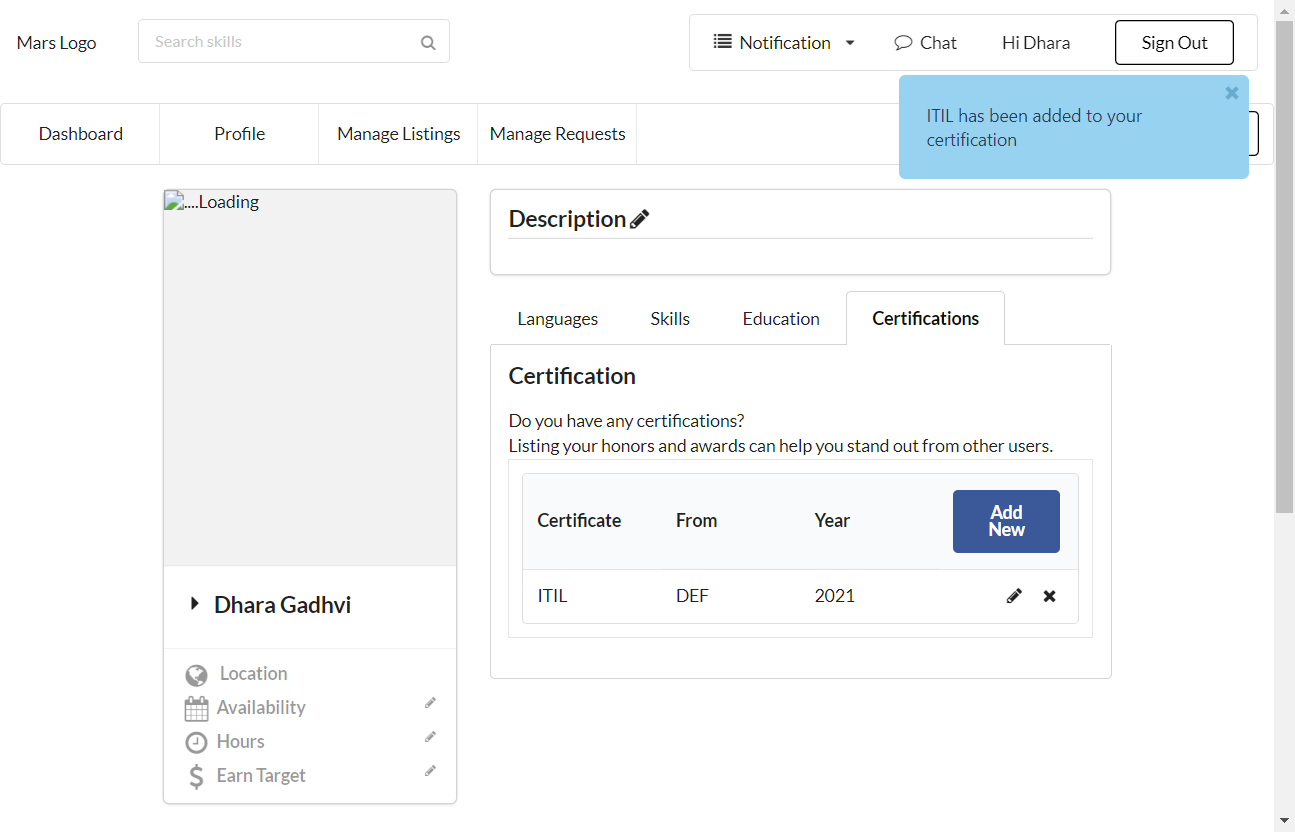 Mars Logo
Search skills
Notification
Chat
Hi Dhara
Sign Out
ITIL has been added to your
certification
Dashboard
Profile
Manage Listings
Manage Requests
....Loading
Description
Languages
Skills
Education
Certifications
Certification
Do you have any certifications?
Listing your honors and awards can help you stand out from other users.
Certificate
From
Year
Add
New
ITIL
DEF
2021
Dhara Gadhvi
Location
Availability
Hours
Earn Target